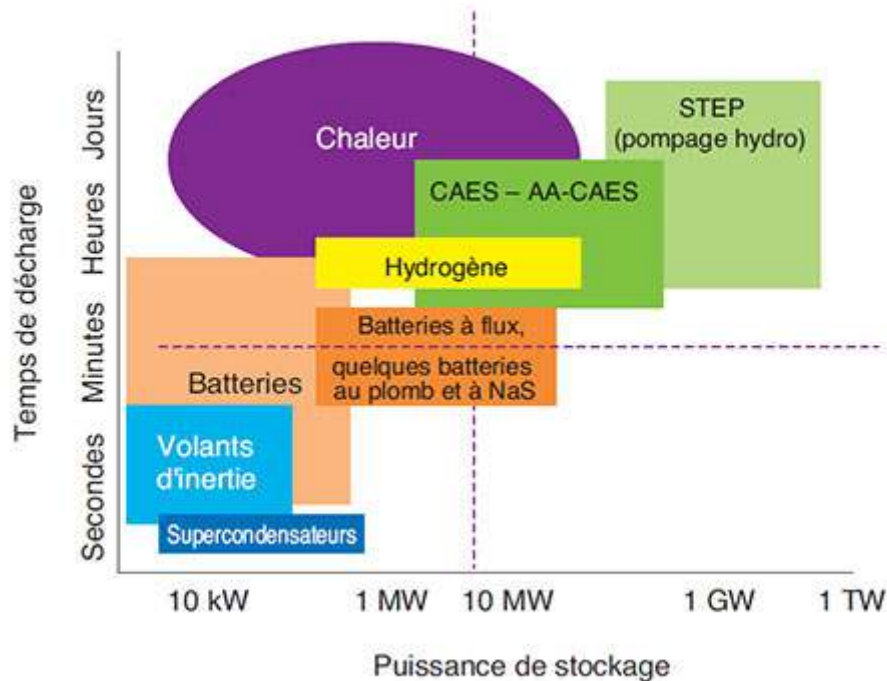 Temps de décharge
Jours
Heures
Minutes
Secondes
Chaleur
STEP
(pompage hydro)
CAES – AA-CAES
Hydrogène
Batteries à flux,
quelques batteries
au plomb et à NaS
Batteries
Volants
d'inertie
Supercondensateurs
10 kW
1 MW
10 MW
1 GW
1 TW
Puissance de stockage